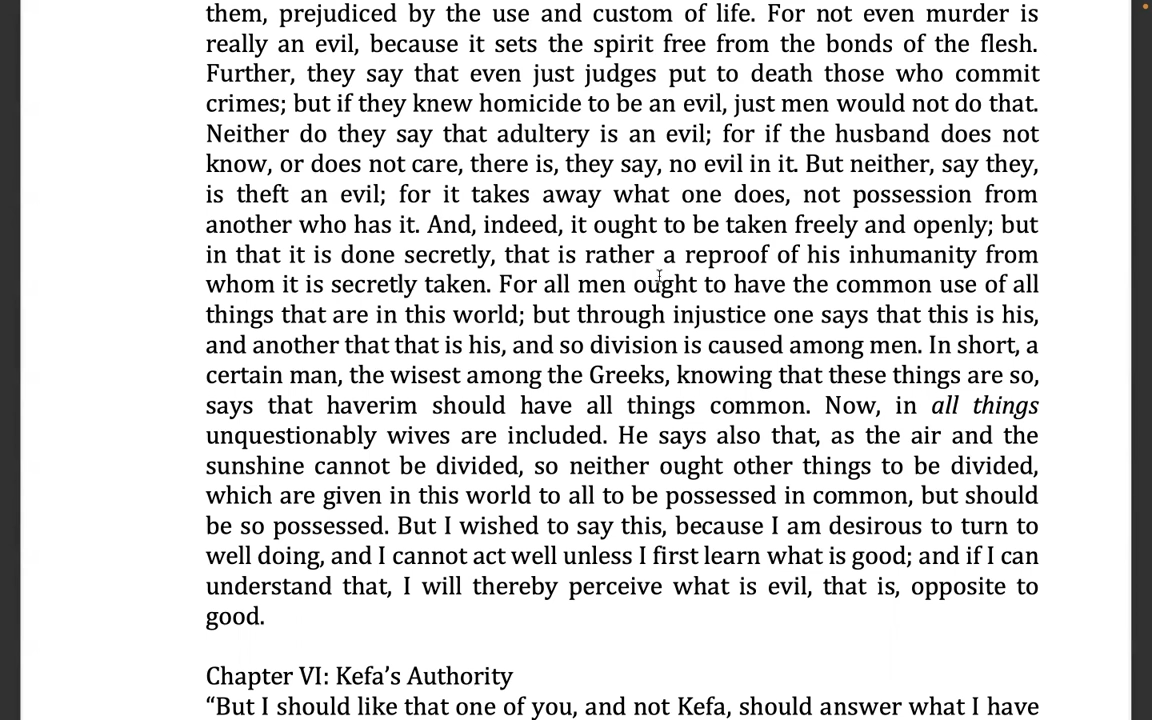 them, prejudiced by the use and custom of life. For not even murder is
really an evil, because it sets the spirit free from the bonds of the flesh.
Further, they say that even just judges put to death those who commit
crimes; but if they knew homicide to be an evil, just men would not do that.
Neither do they say that adultery is an evil; for if the husband does not
know, or does not care, there is, they say, no evil in it. But neither, say they,
is theft an evil; for it takes away what one does, not possession from
another who has it. And, indeed, it ought to be taken freely and openly; but
in that it is done secretly, that is rather a reproof of his inhumanity from
whom it is secretly taken. For all men ought to have the common use of all
things that are in this world; but through injustice one says that this is his,
and another that that is his, and so division is caused among men. In short, a
certain man, the wisest among the Greeks, knowing that these things are so,
says that haverim should have all things common. Now, in all things
unquestionably wives are included. He says also that, as the air and the
sunshine cannot be divided, so neither ought other things to be divided,
which are given in this world to all to be possessed in common, but should
be so possessed. But I wished to say this, because I am desirous to turn to
well doing, and I cannot act well unless I first learn what is good; and if I can
understand that, I will thereby perceive what is evil, that is, opposite to
good.
Chapter VI: Kefa’s Authority
“But I should like that one of you, and not Kefa, should answer what I have